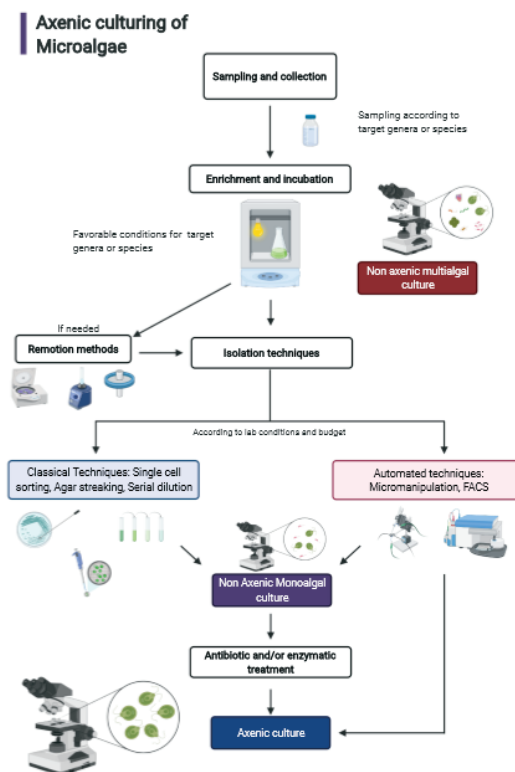 Axenic culturing of
Microalgae
Sampling and collection
Sampling according to
target genera or species
Enrichment and incubation
Favorable conditions for target
genera or species
Non axenic multialgal
culture
If needed
Remotion methods
Isolation techniques
According to lab conditions and budget
Classical Techniques: Single cell
sorting, Agar streaking, Serial dilution
Automated techniques:
Micromanipulation, FACS
Non Axenic Monoalgal
culture
Antibiotic and/or enzymatic
treatment
Axenic culture